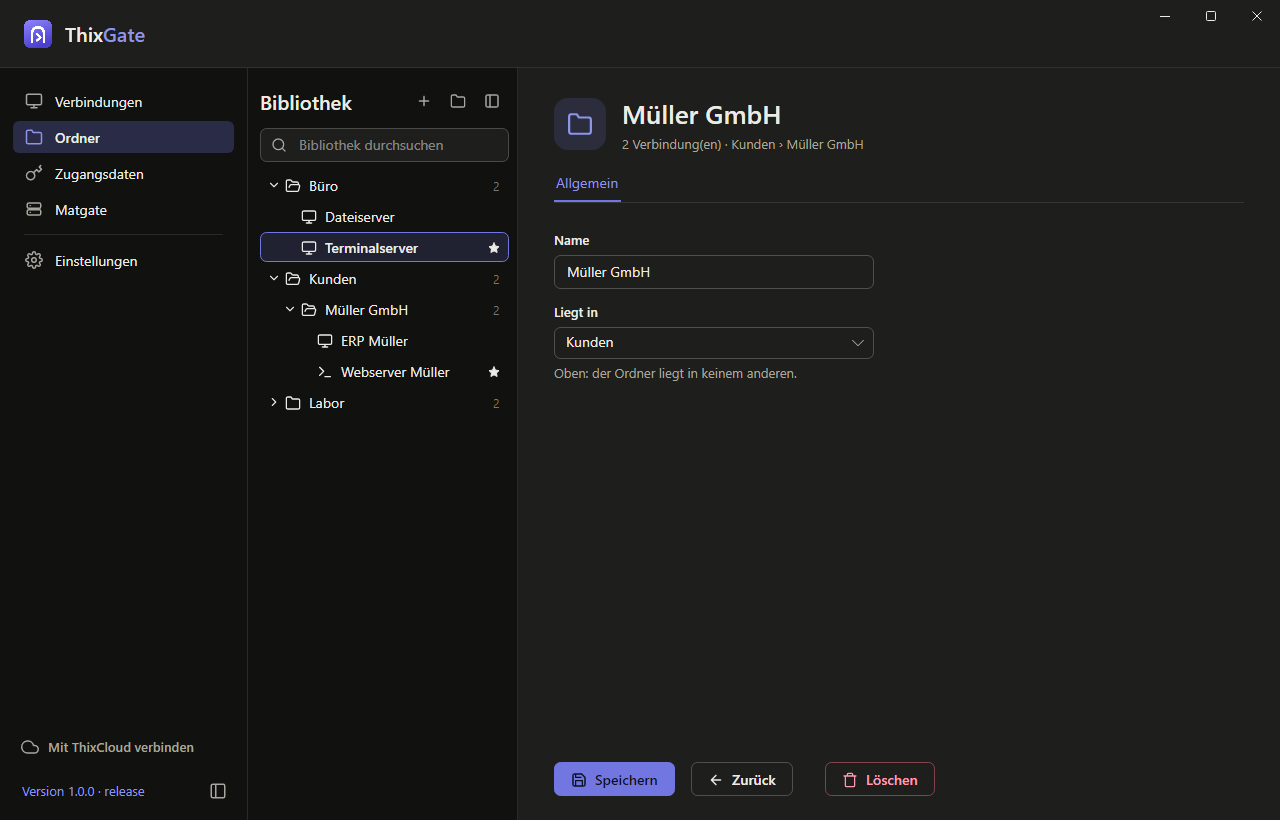 ThixGate
Verbindungen
Ordner
Zugangsdaten
Matgate
Einstellungen
Mit ThixCloud verbinden
Version 1.0.0 · release
Bibliothek
Bibliothek durchsuchen
Büro 2
Dateiserver
Terminalserver
Kunden 2
Müller GmbH 2
ERP Müller
Webserver Müller
Labor 2
Müller GmbH
2 Verbindung(en) · Kunden › Müller GmbH
Allgemein
Name
Müller GmbH
Liegt in
Kunden
Oben: der Ordner liegt in keinem anderen.
Speichern
Zurück
Löschen